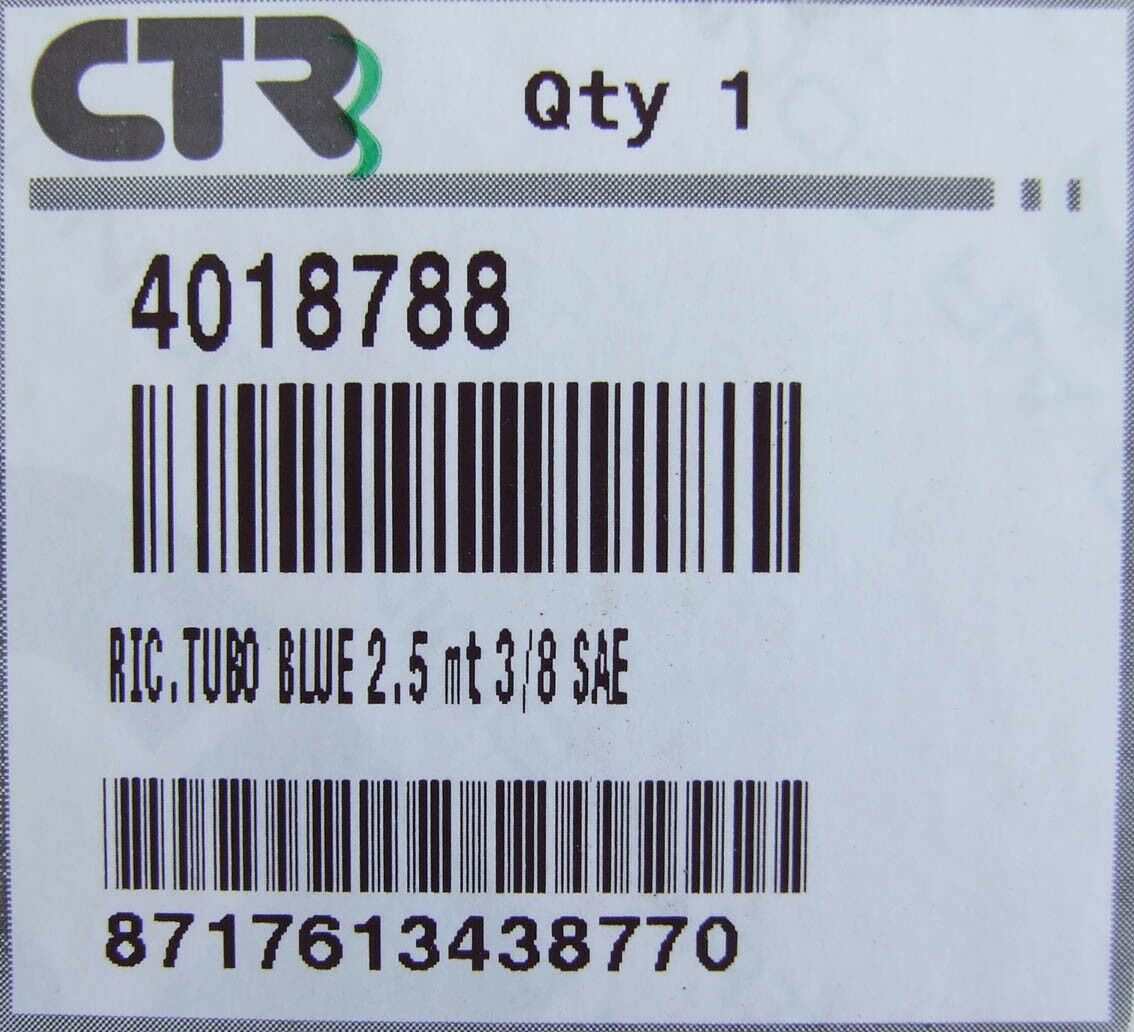 CTR
Qty 1
4018788
RIC.TUBO BLUE 2.5 mt 3/8 SAE
8717613438770